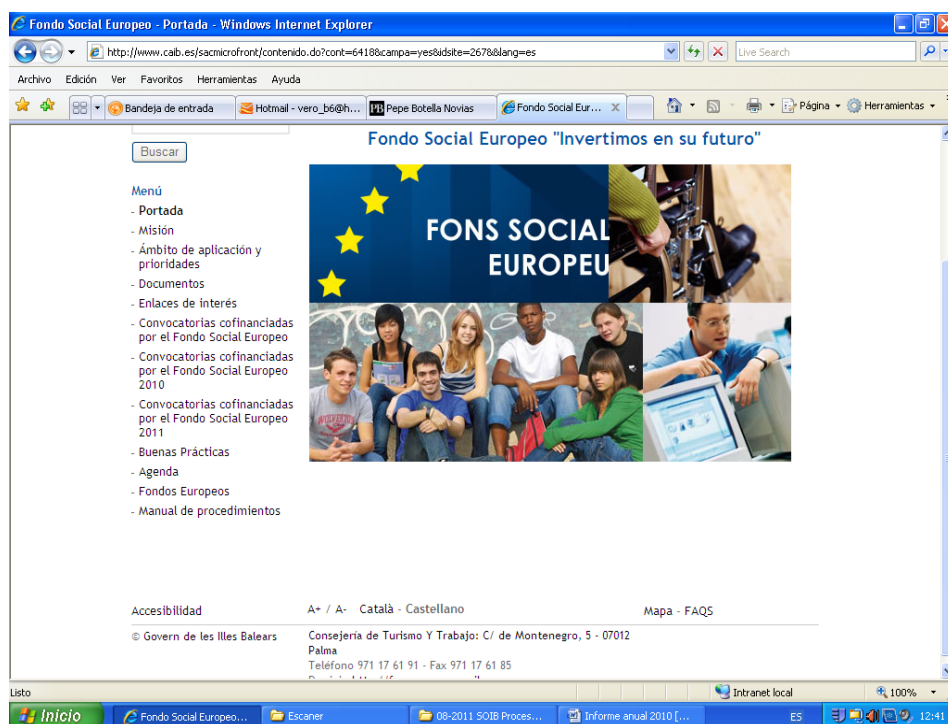 Fondo Social Europeo - Portada - Windows Internet Explorer
http://www.caib.es/sacmicrofront/contenido.do?cont=6418&campa=yes&idsite=267&lang=es
Live Search
Archivo Edición Ver Favoritos Herramientas Ayuda
Bandeja de entrada
Hotmail - vero_b6@h...
PB Pepe Botella Novias
Fondo Social Eur...
Página
Herramientas
Buscar
Fondo Social Europeo "Invertimos en su futuro"
FONS SOCIAL
EUROPEU
Menú
- Portada
- Misión
- Ámbito de aplicación y
prioridades
- Documentos
- Enlaces de interés
- Convocatorias cofinanciadas
por el Fondo Social Europeo
- Convocatorias cofinanciadas
por el Fondo Social Europeo
2010
- Convocatorias cofinanciadas
por el Fondo Social Europeo
2011
- Buenas Prácticas
- Agenda
- Fondos Europeos
- Manual de procedimientos
Accesibilidad
A+ / A- Català - Castellano
Mapa - FAQS
© Govern de les Illes Balears
Consejería de Turismo Y Trabajo: C/ de Montenegro, 5 - 07012
Palma
Teléfono 971 17 61 91 - Fax 971 17 61 85
Listo
Intranet local
100%
Inicio
Fondo Social Europeo...
Escaner
08-2011 SOIB Proces...
Informe anual 2010 [...
ES
12:41